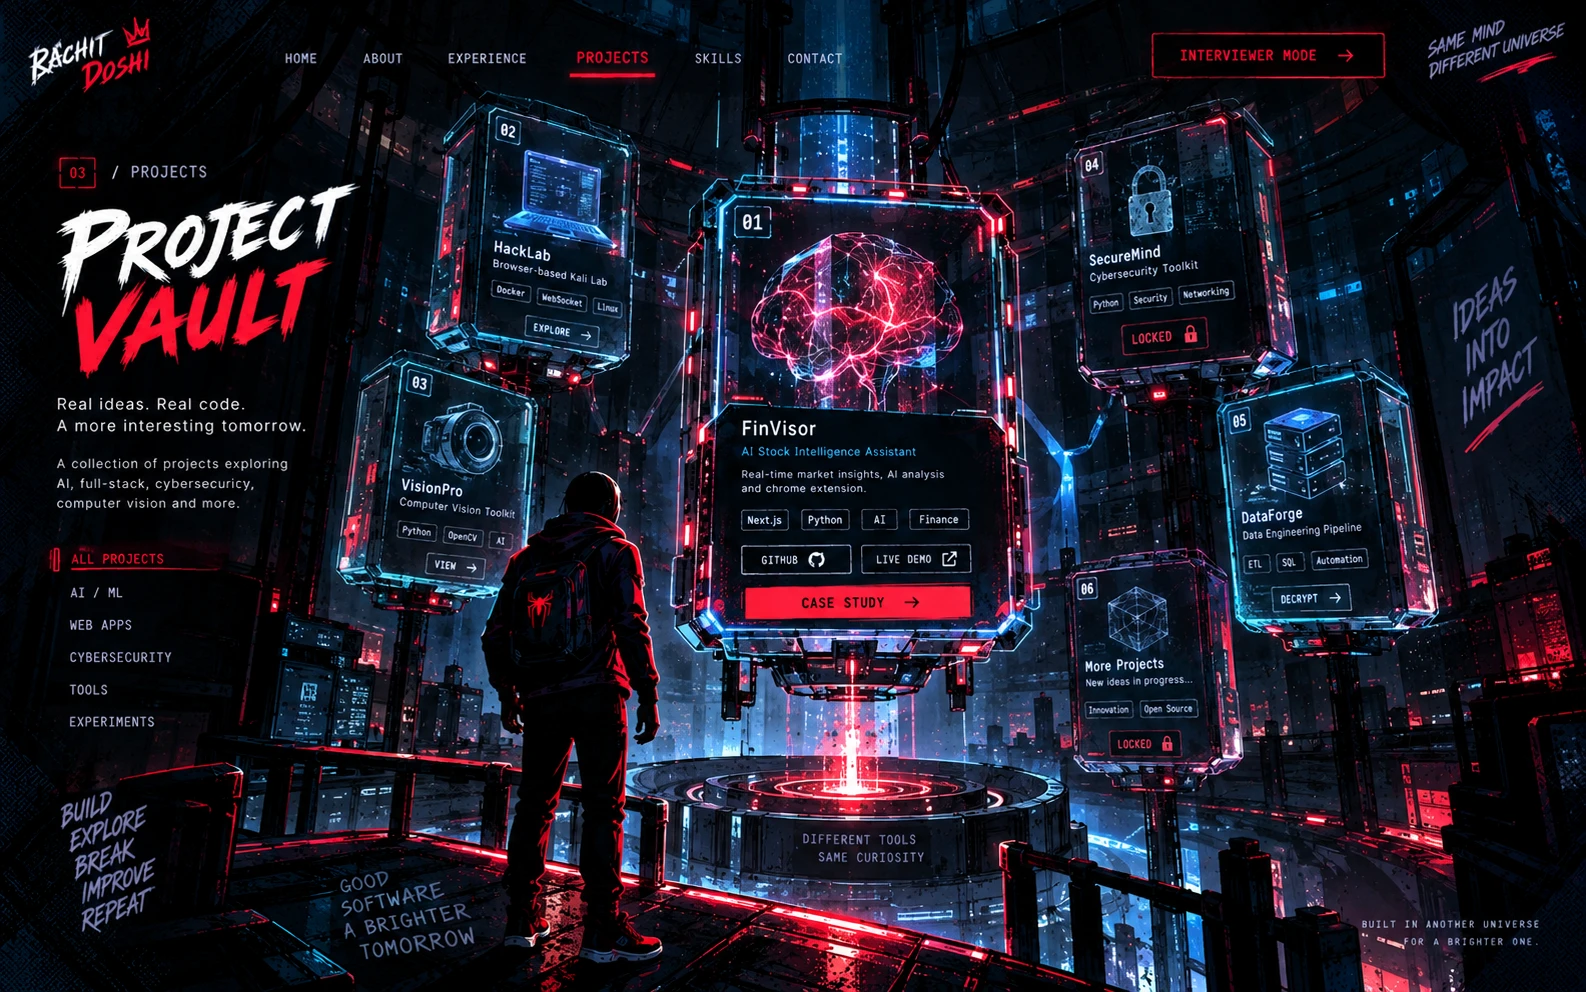 RACHIT
DOSHI
HOME
ABOUT
EXPERIENCE
PROJECTS
SKILLS
CONTACT
INTERVIEWER MODE →
SAME MIND
DIFFERENT UNIVERSE
03 / PROJECTS
PROJECT
VAULT
Real ideas. Real code.
A more interesting tomorrow.
A collection of projects exploring
AI, full-stack, cybersecuricy,
computer vision and more.
ALL PROJECTS
AI / ML
WEB APPS
CYBERSECURITY
TOOLS
EXPERIMENTS
BUILD
EXPLORE
BREAK
IMPROVE
REPEAT
GOOD
SOFTWARE
A BRIGHTER
TOMORROW
02
HackLab
Browser-based Kali Lab
Docker
WebSocket
Linux
EXPLORE →
03
VisionPro
Computer Vision Toolkit
Python
OpenCV
AI
VIEW →
01
FinVisor
AI Stock Intelligence Assistant
Real-time market insights, AI analysis
and chrome extension.
Next.js
Python
AI
Finance
GITHUB
LIVE DEMO
CASE STUDY →
DIFFERENT TOOLS
SAME CURIOSITY
04
SecureMind
Cybersecurity Toolkit
Python
Security
Networking
LOCKED
05
DataForge
Data Engineering Pipeline
ETL
SQL
Automation
DECRYPT →
06
More Projects
New ideas in progress...
Innovation
Open Source
LOCKED
IDEAS
INTO
IMPACT
BUILT IN ANOTHER UNIVERSE
FOR A BRIGHTER ONE.